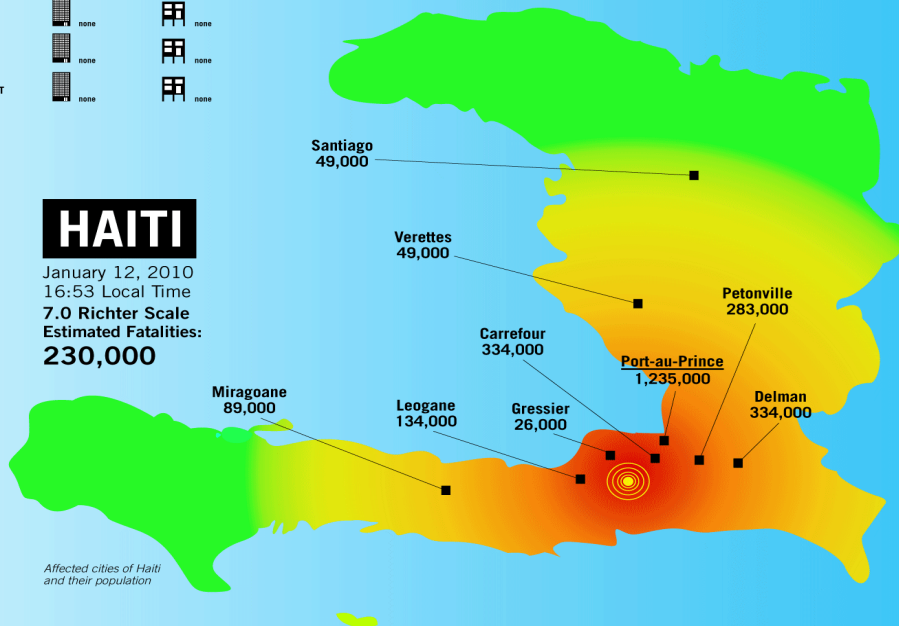 none
none
none
none
T
none
none
HAITI
January 12, 2010
16:53 Local Time
7.0 Richter Scale
Estimated Fatalities:
230,000
Santiago
49,000
Verettes
49,000
Petonville
283,000
Carrefour
334,000
Port-au-Prince
1,235,000
Miragoane
89,000
Leogane
134,000
Gressier
26,000
Delman
334,000
Affected cities of Haiti
and their population